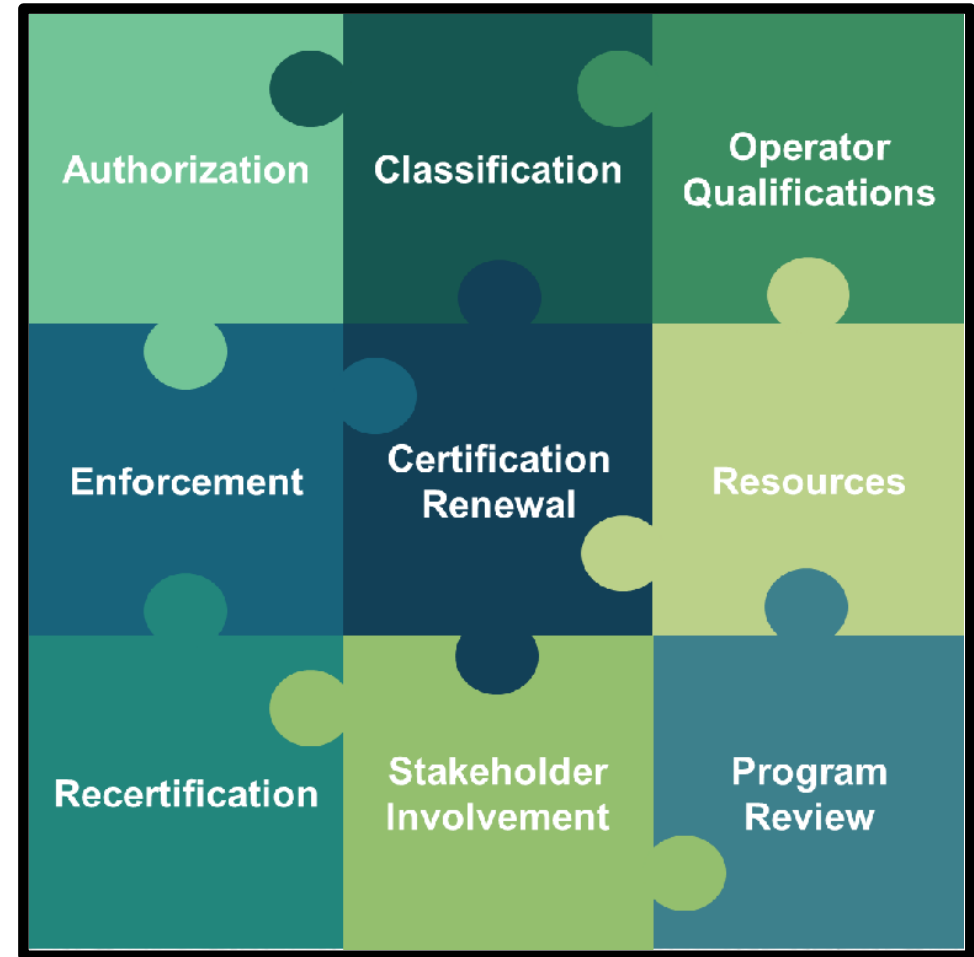 Authorization
Classification
Operator
Qualifications
Enforcement
Certification
Renewal
Resources
Recertification
Stakeholder
Involvement
Program
Review